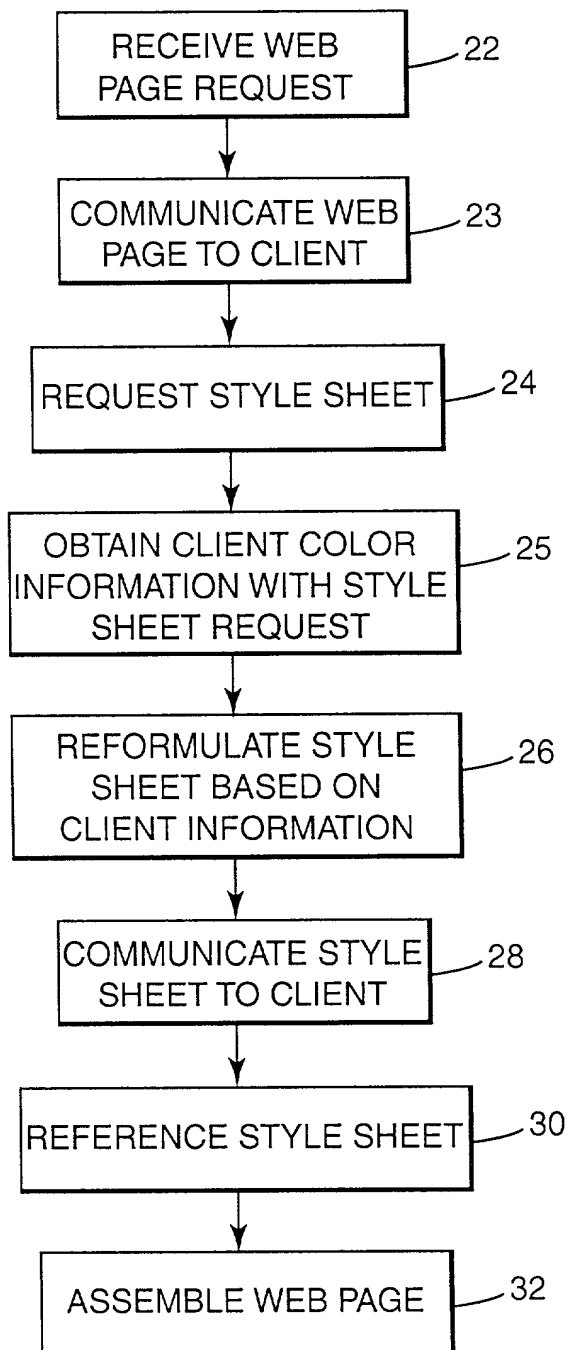 RECEIVE WEB
PAGE REQUEST
22
COMMUNICATE WEB
PAGE TO CLIENT
23
REQUEST STYLE SHEET
24
OBTAIN CLIENT COLOR
INFORMATION WITH STYLE
SHEET REQUEST
25
REFORMULATE STYLE
SHEET BASED ON
CLIENT INFORMATION
26
COMMUNICATE STYLE
SHEET TO CLIENT
28
REFERENCE STYLE SHEET
30
ASSEMBLE WEB PAGE
32